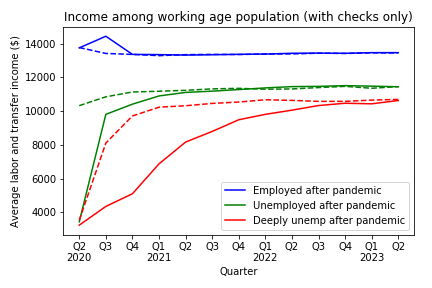 Income among working age population (with checks only)
Average labor and transfer income ($)
14000
12000
10000
8000
6000
4000
Employed after pandemic
Unemployed after pandemic
Deeply unemp after pandemic
Q2 Q3 Q4 Q1 Q2 Q3 Q4 Q1 Q2 Q3 Q4 Q1 Q2
2020 2021 2022 2023
Quarter